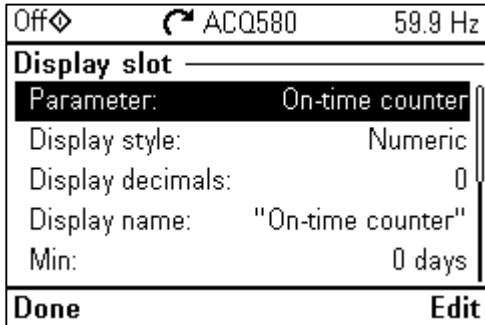 Off ACQ580 59.9 Hz
Display slot
Parameter: On-time counter
Display style: Numeric
Display decimals: 0
Display name: "On-time counter"
Min: 0 days
Done Edit